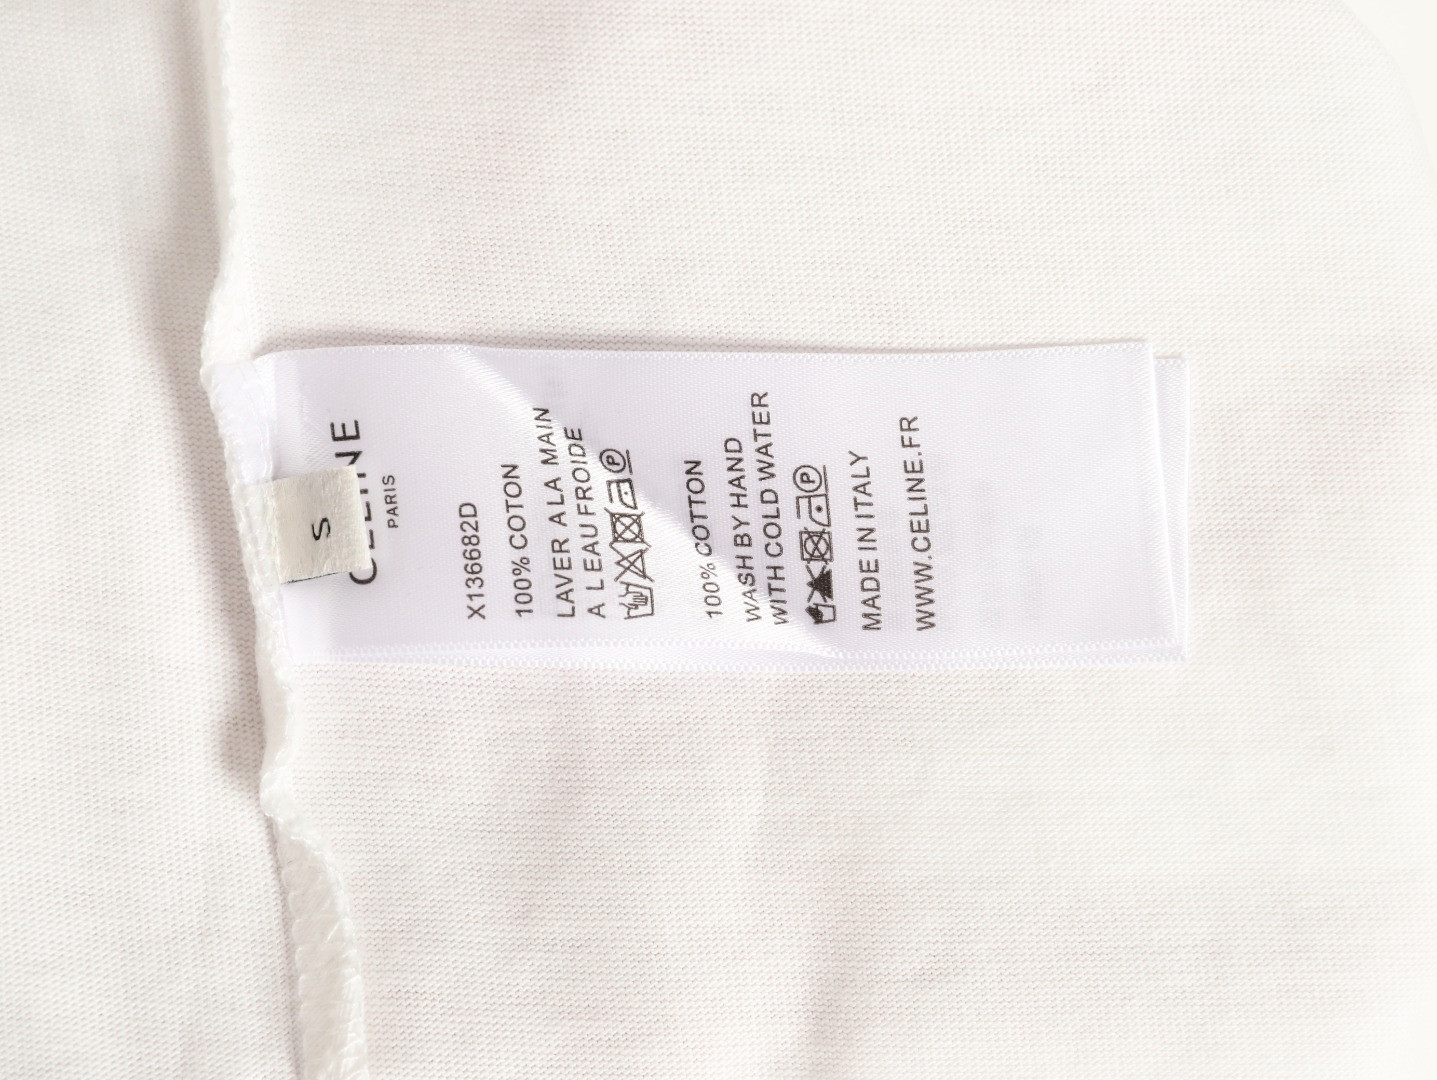 S
CELINE
PARIS
X136682D
100% COTON
LAVER A LA MAIN
A L EAU FROIDE
P
100% COTTON
WASH BY HAND
WITH COLD WATER
P
MADE IN ITALY
WWW.CELINE.FR